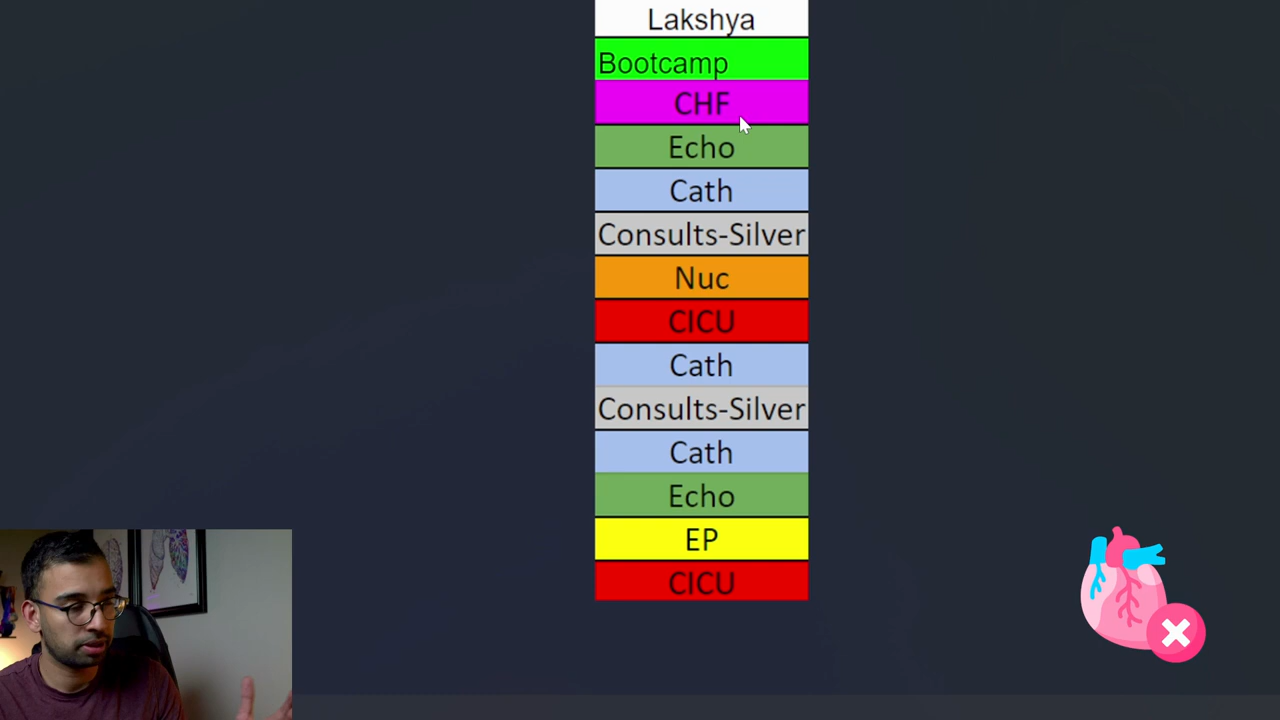 Lakshya
Bootcamp
CHF
Echo
Cath
Consults-Silver
Nuc
CICU
Cath
Consults-Silver
Cath
Echo
EP
CICU